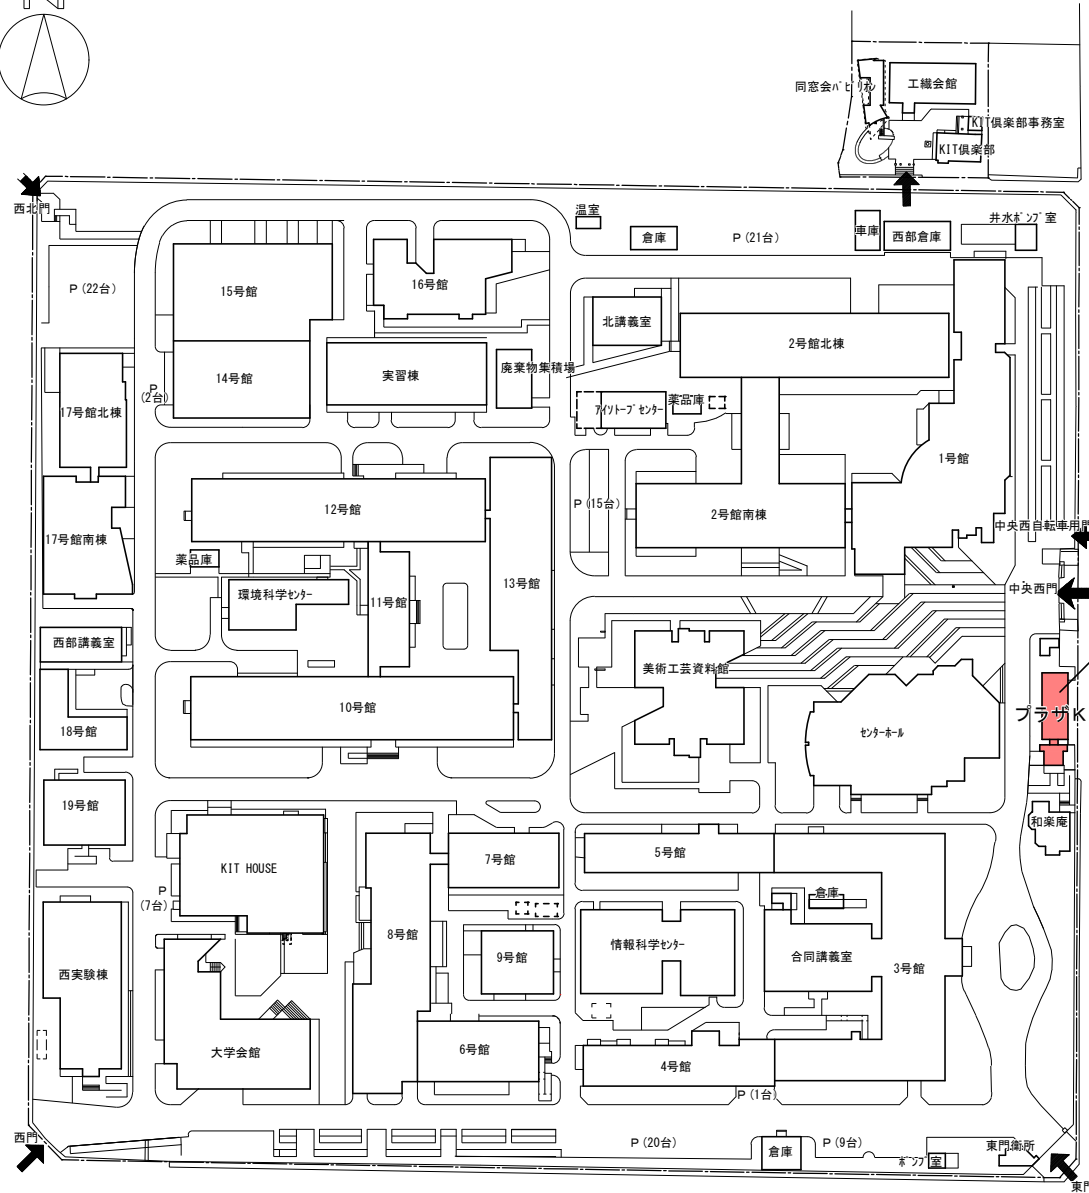 同窓会パビリオン
工繊会館
KIT倶楽部事務室
KIT倶楽部
西北門
温室
倉庫
P (21台)
車庫
西部倉庫
井水ポンプ室
P (22台)
15号館
16号館
北講義室
2号館北棟
14号館
実習棟
廃棄物集積場
P
(2台)
17号館北棟
アイソトープセンター
薬品庫
1号館
12号館
P (15台)
2号館南棟
中央西自転車用門
17号館南棟
薬品庫
13号館
環境科学センター
11号館
中央西門
西部講義室
美術工芸資料館
10号館
プラザK
18号館
センターホール
19号館
和楽庵
KIT HOUSE
7号館
5号館
P
(7台)
倉庫
8号館
情報科学センター
西実験棟
9号館
合同講義室
3号館
大学会館
6号館
4号館
P (1台)
西門
P (20台)
倉庫
P (9台)
ポンプ室
東門衛所
東門